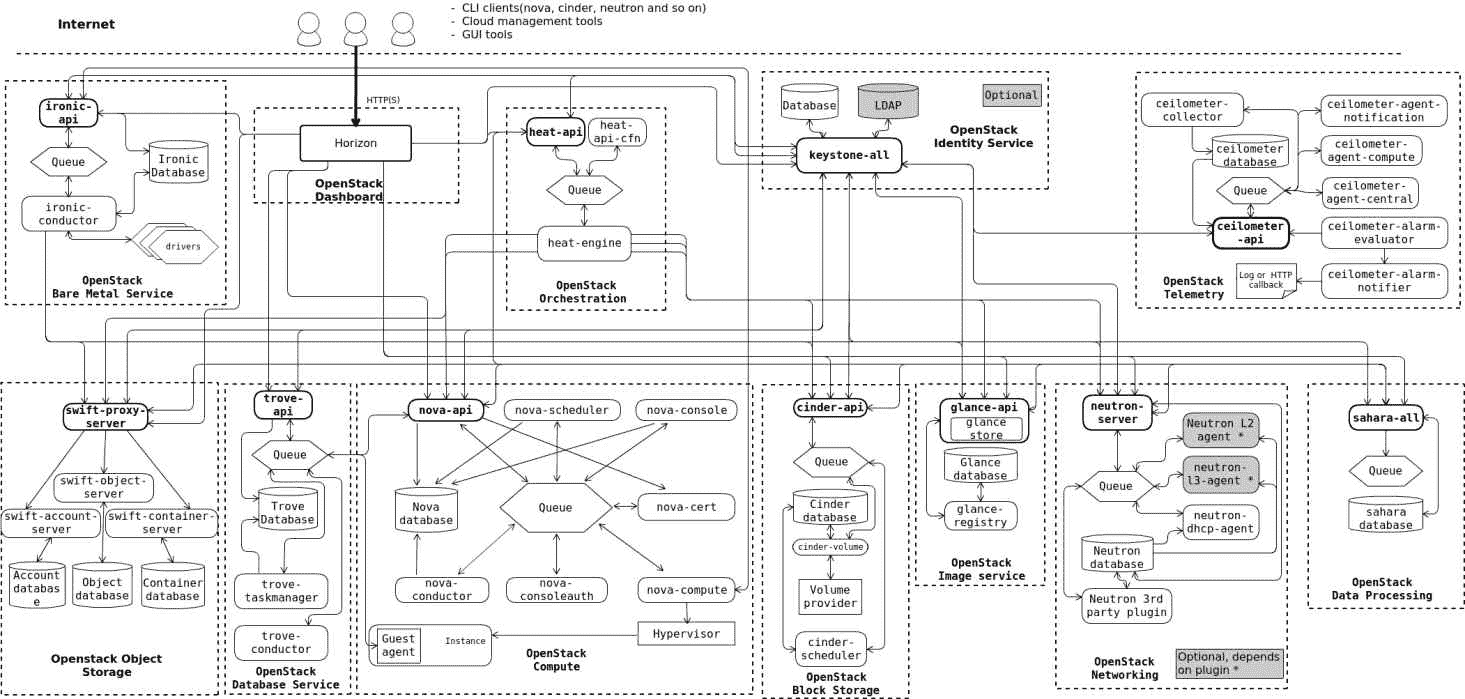 Internet
- CLI clients(nova, cinder, neutron and so on)
- Cloud management tools
- GUI tools
HTTP(S)
ironic-
api
Queue
Ironic
Database
ironic-
conductor
drivers
OpenStack
Bare Metal Service
Horizon
OpenStack
Dashboard
heat-api
heat-
api-cfn
Queue
heat-engine
OpenStack
Orchestration
Database
LDAP
Optional
keystone-all
OpenStack
Identity Service
ceilometer-
collector
ceilometer-agent-
notification
ceilometer
database
ceilometer-
agent-compute
Queue
ceilometer-
agent-central
ceilometer
-api
ceilometer-alarm-
evaluator
Log or HTTP
callback
ceilometer-alarm-
notifier
OpenStack
Telemetry
swift-proxy-
server
swift-object-
server
swift-account-
server
swift-container-
server
Account
databas
e
Object
database
Container
database
Openstack Object
Storage
trove-
api
Queue
Trove
Database
trove-
taskmanager
trove-
conductor
OpenStack
Database Service
nova-api
nova-scheduler
nova-console
Nova
database
Queue
nova-cert
nova-
conductor
nova-
consoleauth
nova-compute
Guest
agent
Instance
Hypervisor
OpenStack
Compute
cinder-api
Queue
Cinder
database
cinder-volume
Volume
provider
cinder-
scheduler
OpenStack
Block Storage
glance-api
glance
store
Glance
database
glance-
registry
OpenStack
Image service
neutron-
server
Neutron L2
agent *
Queue
neutron-
l3-agent *
neutron-
dhcp-agent
Neutron
database
Neutron 3rd
party plugin
OpenStack
Networking
Optional, depends
on plugin *
sahara-all
Queue
sahara
database
OpenStack
Data Processing